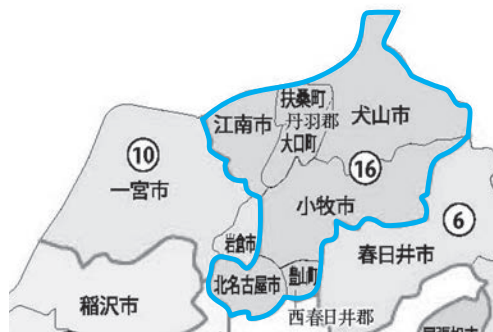 扶桑町
江南市
丹羽郡
犬山市
大口町
⑩
一宮市
⑯
小牧市
⑥
岩倉市
春日井市
北名古屋市
豊山町
稲沢市
西春日井郡